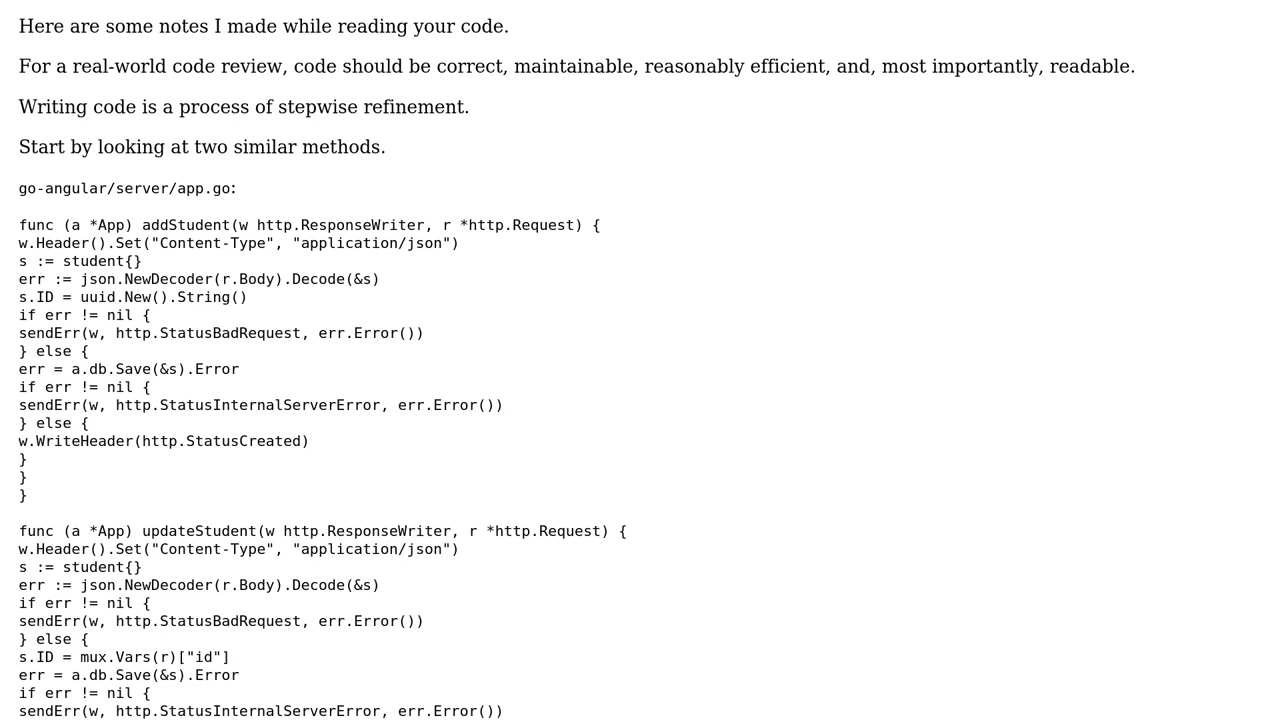 Here are some notes I made while reading your code.
For a real-world code review, code should be correct, maintainable, reasonably efficient, and, most importantly, readable.
Writing code is a process of stepwise refinement.
Start by looking at two similar methods.
go-angular/server/app.go:
func (a *App) addStudent(w http.ResponseWriter, r *http.Request) {
w.Header().Set("Content-Type", "application/json")
s := student{}
err := json.NewDecoder(r.Body).Decode(&s)
s.ID = uuid.New().String()
if err != nil {
sendErr(w, http.StatusBadRequest, err.Error())
} else {
err = a.db.Save(&s).Error
if err != nil {
sendErr(w, http.StatusInternalServerError, err.Error())
} else {
w.WriteHeader(http.StatusCreated)
}
}
}
func (a *App) updateStudent(w http.ResponseWriter, r *http.Request) {
w.Header().Set("Content-Type", "application/json")
s := student{}
err := json.NewDecoder(r.Body).Decode(&s)
if err != nil {
sendErr(w, http.StatusBadRequest, err.Error())
} else {
s.ID = mux.Vars(r)["id"]
err = a.db.Save(&s).Error
if err != nil {
sendErr(w, http.StatusInternalServerError, err.Error())